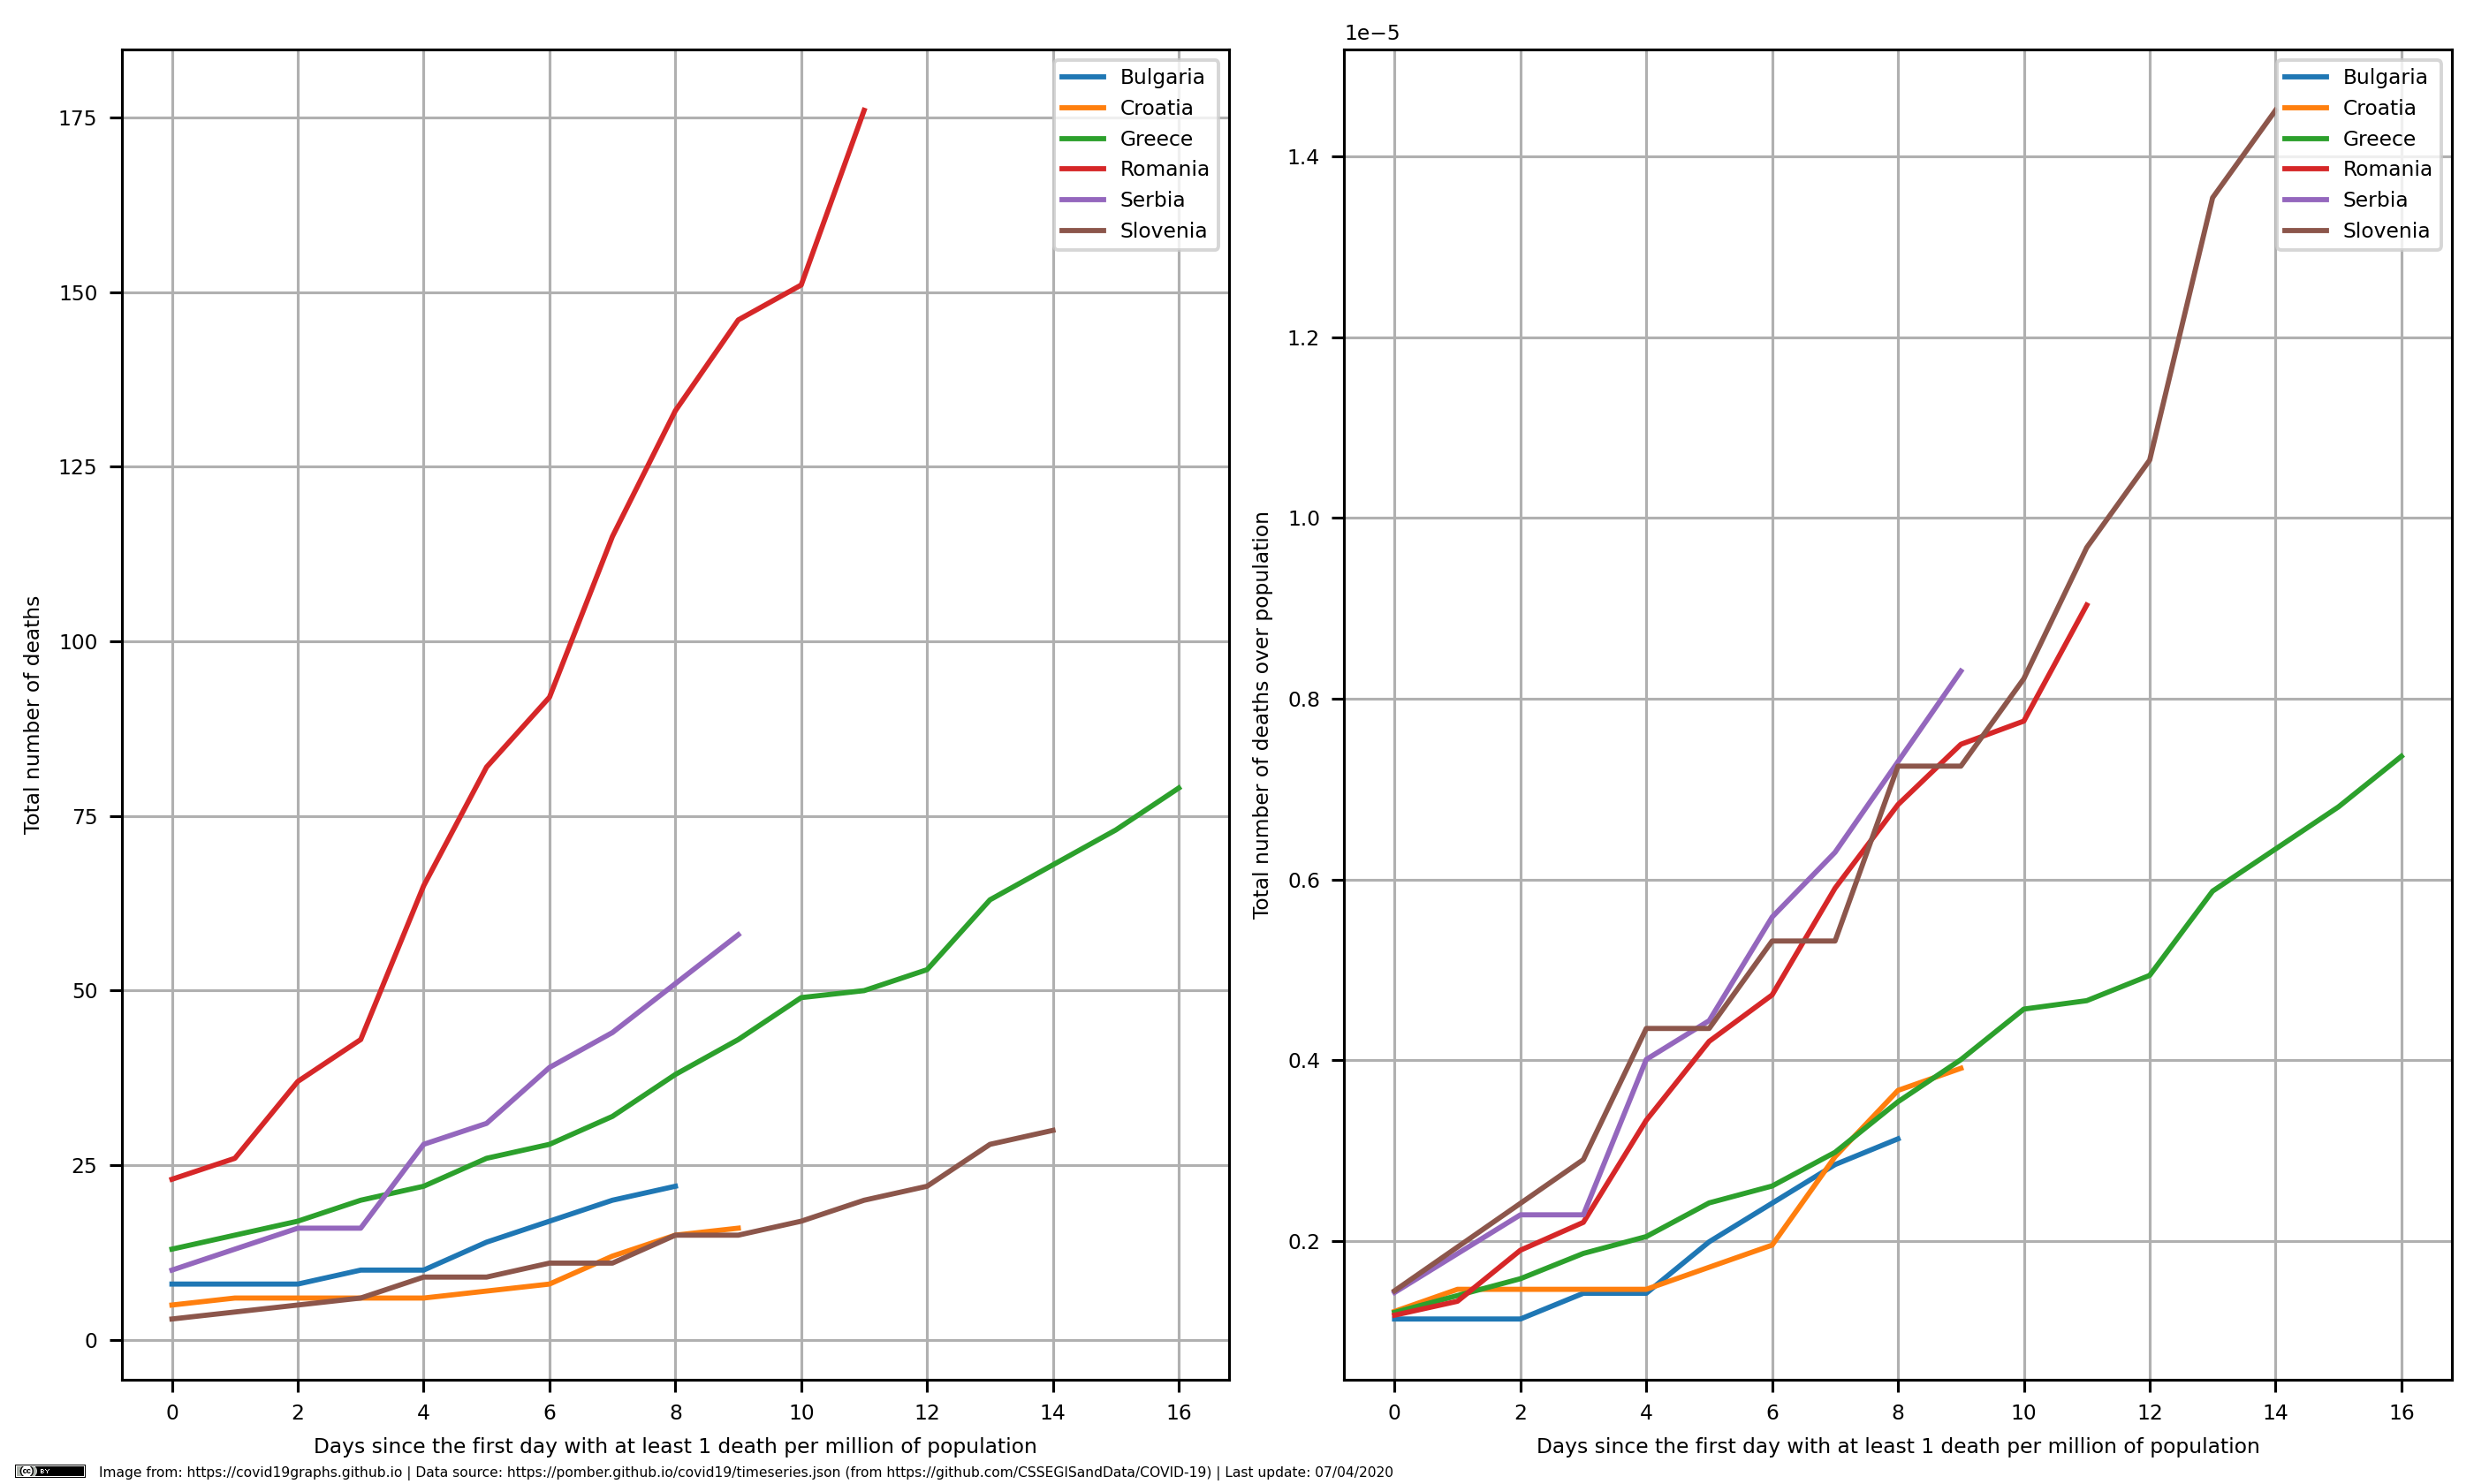 175
150
125
100
75
50
25
0
Total number of deaths
0 2 4 6 8 10 12 14 16
Days since the first day with at least 1 death per million of population
Bulgaria
Croatia
Greece
Romania
Serbia
Slovenia
1e−5
1.4
1.2
1.0
0.8
0.6
0.4
0.2
Total number of deaths over population
0 2 4 6 8 10 12 14 16
Days since the first day with at least 1 death per million of population
Bulgaria
Croatia
Greece
Romania
Serbia
Slovenia
(cc) BY Image from: https://covid19graphs.github.io | Data source: https://pomber.github.io/covid19/timeseries.json (from https://github.com/CSSEGISandData/COVID-19) | Last update: 07/04/2020